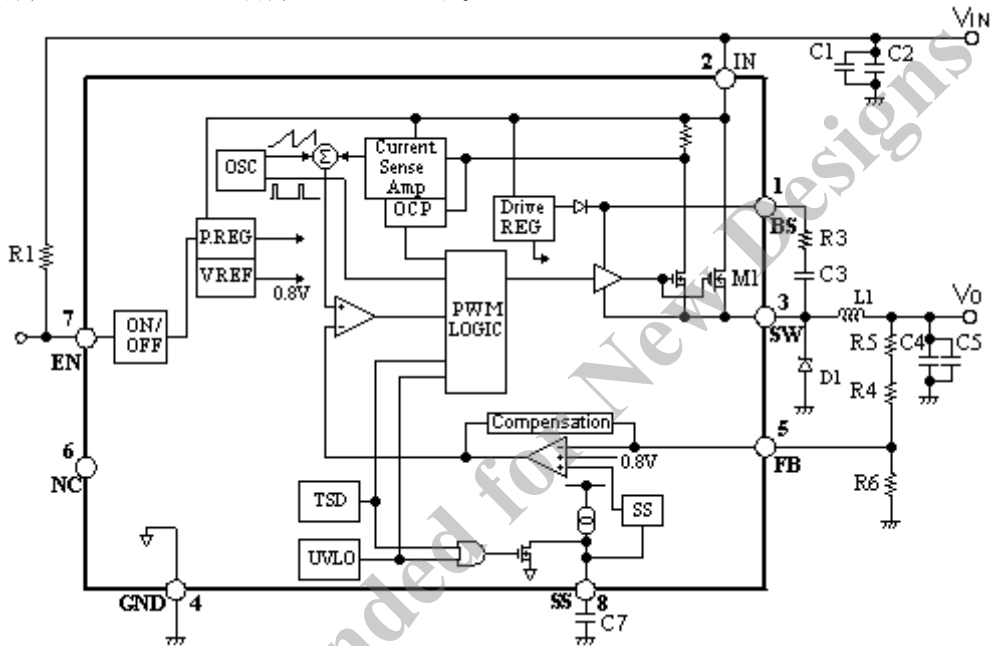 VIN
C1
C2
2
IN
OSC
Σ
Current
Sense
Amp
OCP
Drive
REG
1
BS
R3
C3
R1
P.REG
VREF
0.8V
M1
7
EN
ON/
OFF
PWM
LOGIC
3
SW
L1
VO
R5
C4
C5
D1
R4
Compensation
5
FB
0.8V
6
NC
R6
TSD
SS
UVLO
GND
4
SS
8
C7
nded for New Designs